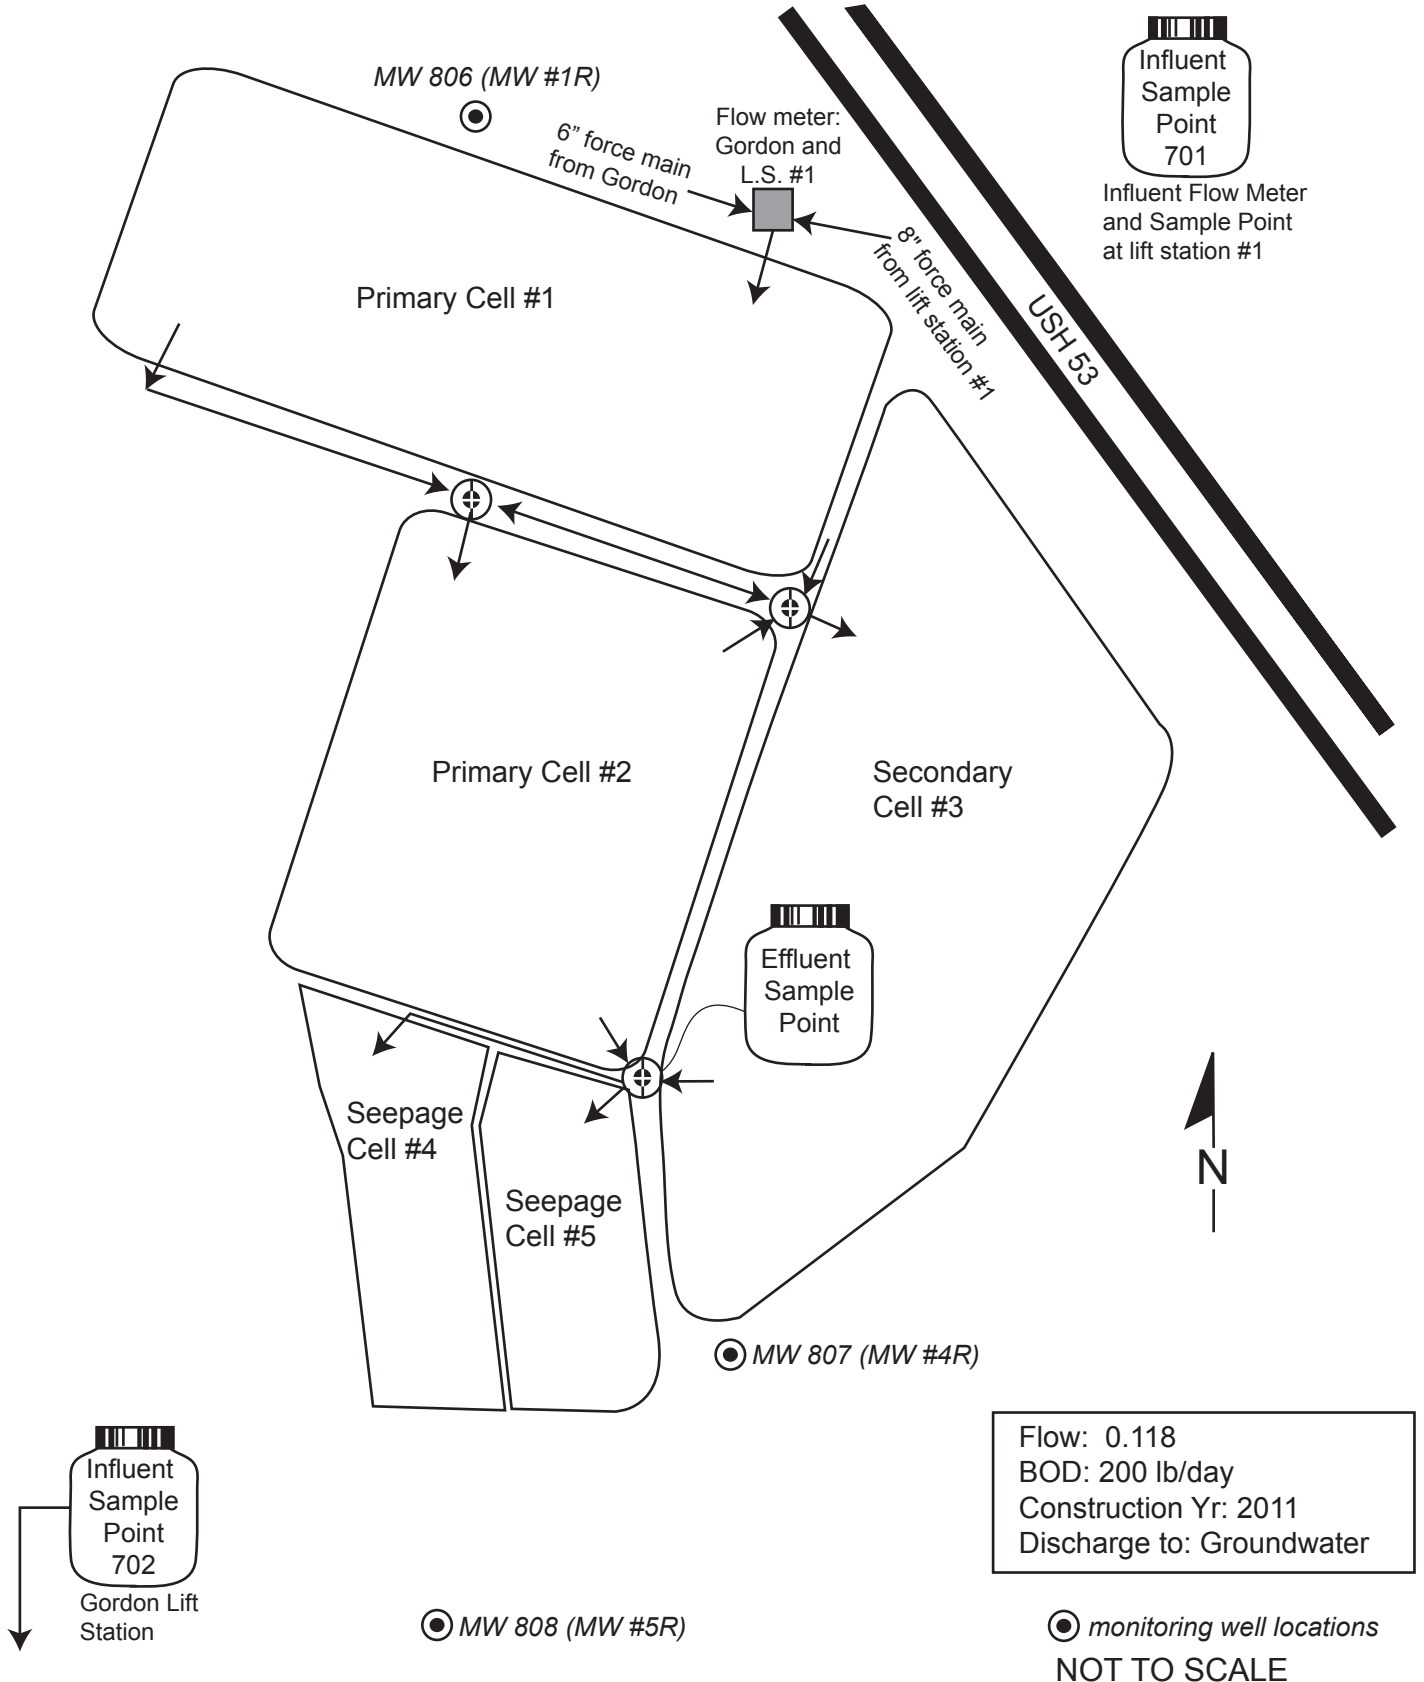 MW 806 (MW #1R)
6” force main
from Gordon
Flow meter:
Gordon and
L.S. #1
8" force main
from lift station #1
USH 53
Influent
Sample
Point
701
Influent Flow Meter
and Sample Point
at lift station #1
Primary Cell #1
Primary Cell #2
Secondary
Cell #3
Effluent
Sample
Point
Seepage
Cell #4
Seepage
Cell #5
N
MW 807 (MW #4R)
Flow: 0.118
BOD: 200 lb/day
Construction Yr: 2011
Discharge to: Groundwater
Influent
Sample
Point
702
Gordon Lift
Station
MW 808 (MW #5R)
monitoring well locations
NOT TO SCALE